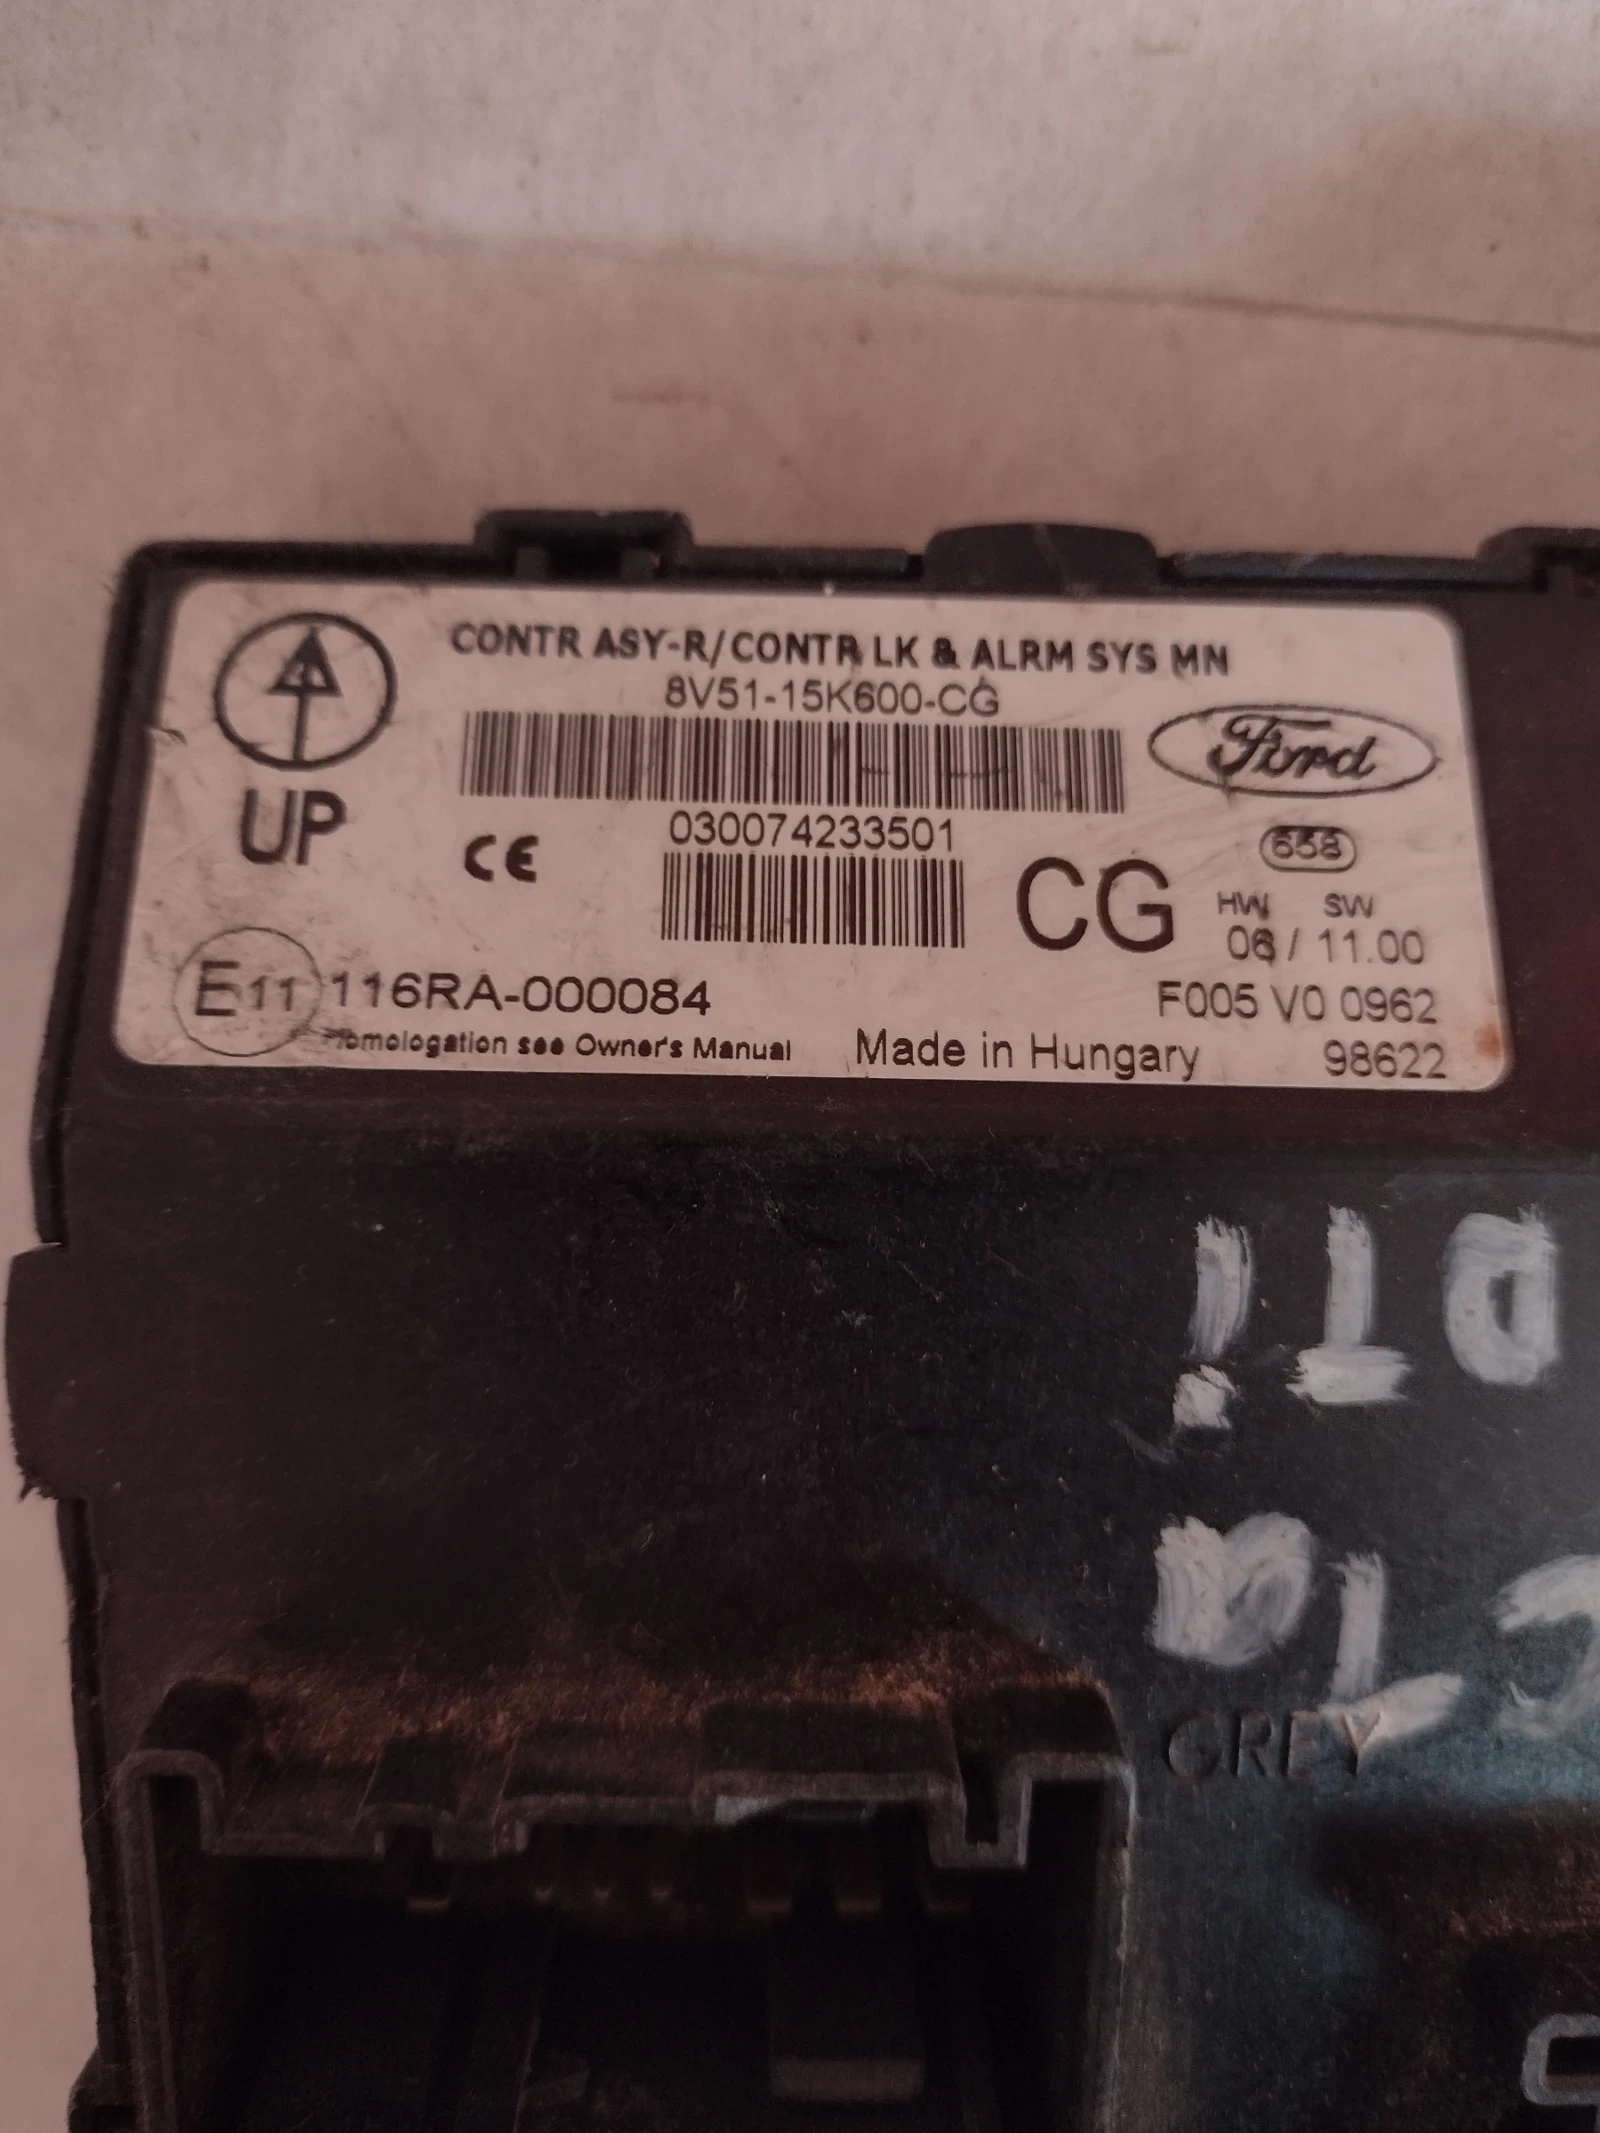 CONTR ASY-R/CONTR LK & ALRM SYS MN
8V51-15K600-CG
Ford
UP
030074233501
CE
CG
658
HW SW
06/ 11.00
E11 116RA-000084
F005 V0 0962
Homologation see Owner's Manual
Made in Hungary
98622
GREY